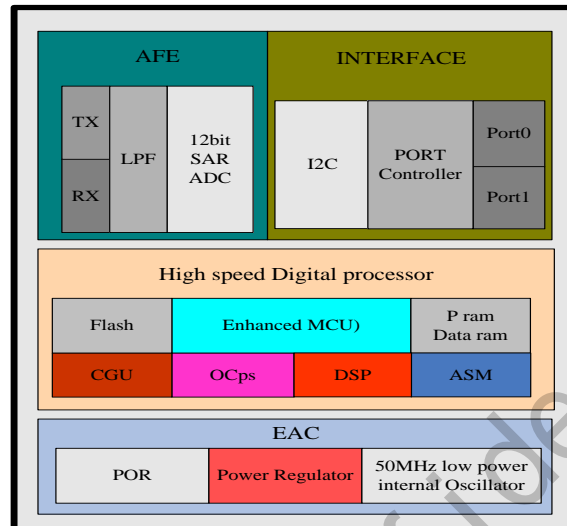 AFE
INTERFACE
TX
RX
LPF
12bit
SAR
ADC
I2C
PORT
Controller
Port0
Port1
High speed Digital processor
Flash
Enhanced MCU)
P ram
Data ram
CGU
OCps
DSP
ASM
EAC
POR
Power Regulator
50MHz low power
internal Oscillator